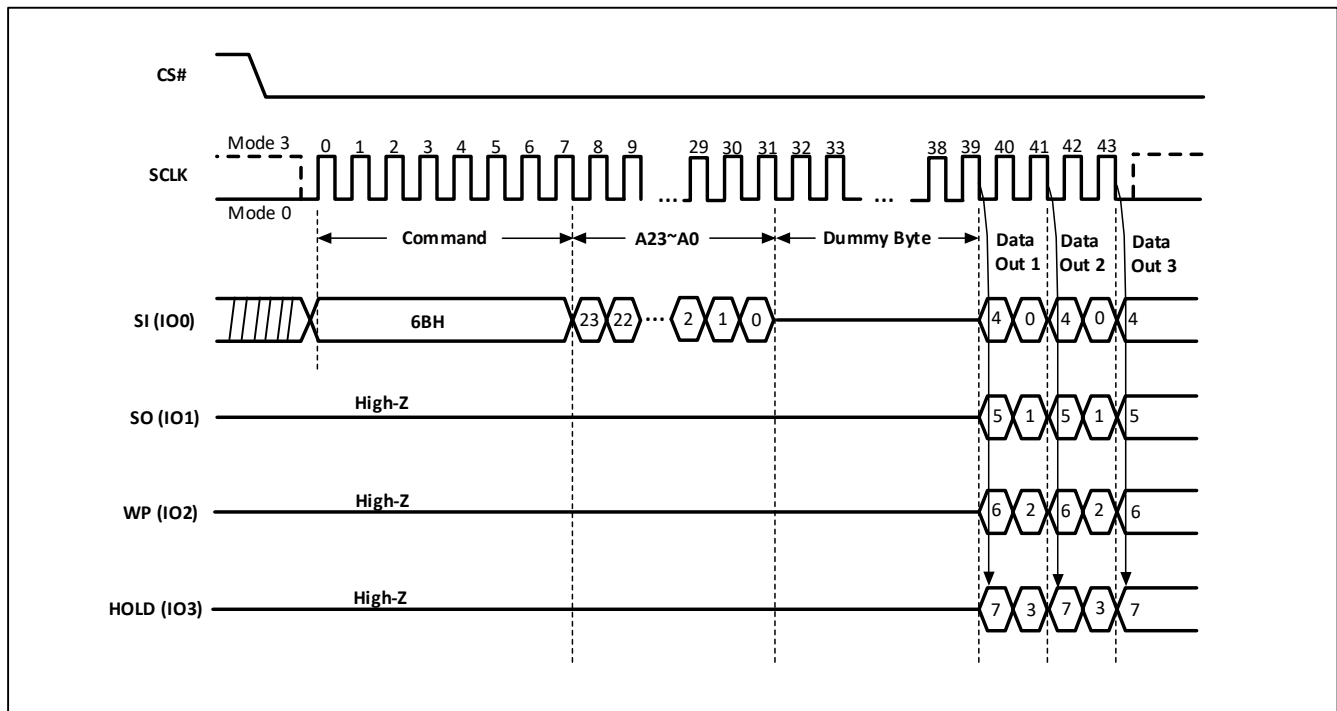 CS#
Mode 3
0 1 2 3 4 5 6 7 8 9 29 30 31 32 33 38 39 40 41 42 43
SCLK
... ...
Mode 0
Command A23~A0 Dummy Byte Data Out 1 Data Out 2 Data Out 3
SI (IO0) 6BH 23 22 ... 2 1 0 4 0 4 0 4
High-Z
SO (IO1) 5 1 5 1 5
High-Z
WP (IO2) 6 2 6 2 6
High-Z
HOLD (IO3) 7 3 7 3 7